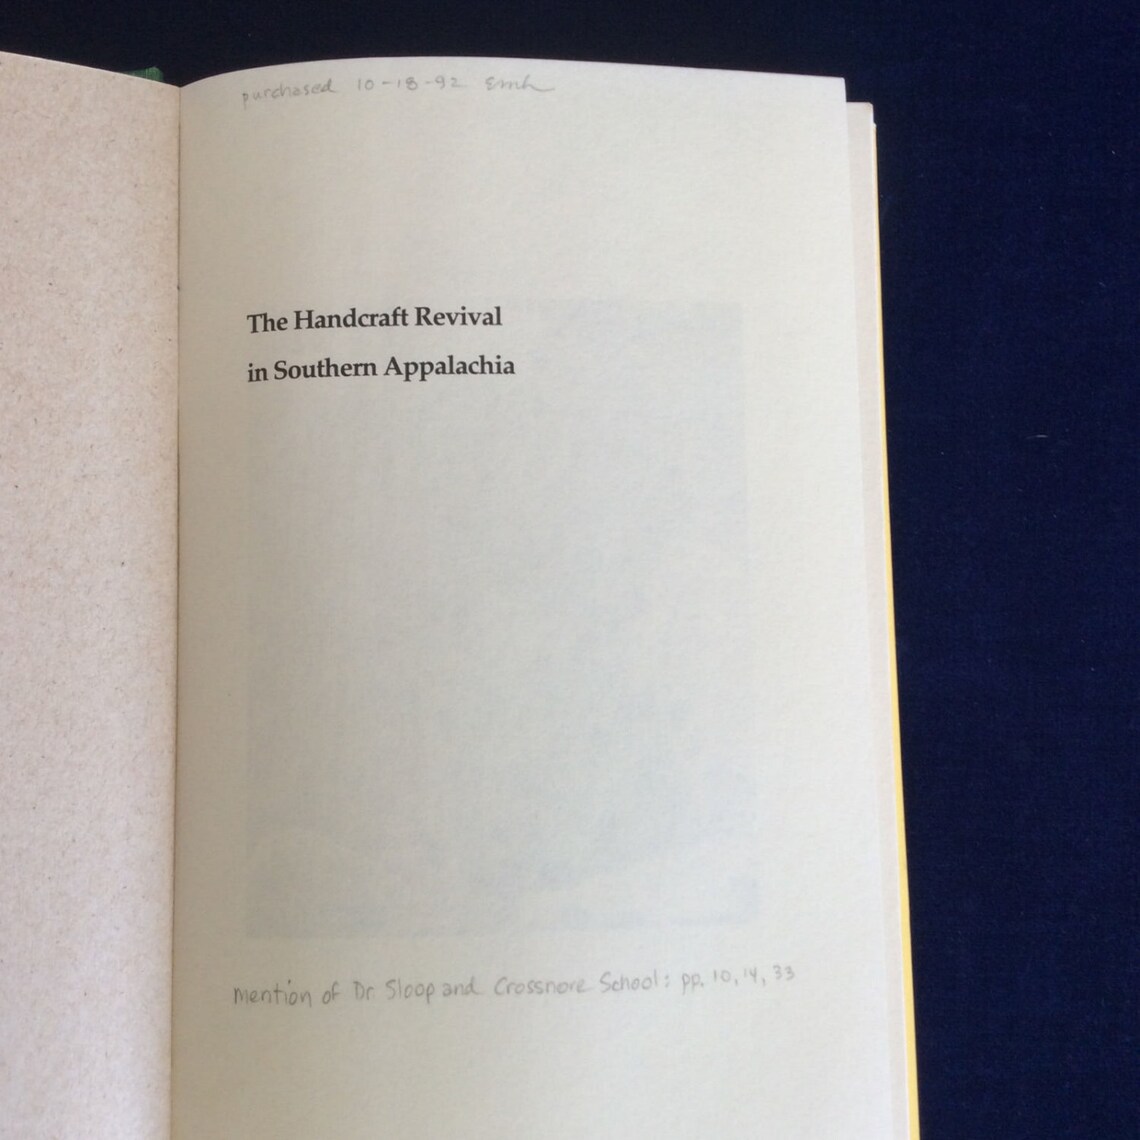 purchased 10-18-92 Emh
The Handcraft Revival
in Southern Appalachia
mention of Dr Sloop and Crossnore School: pp. 10, 14, 33